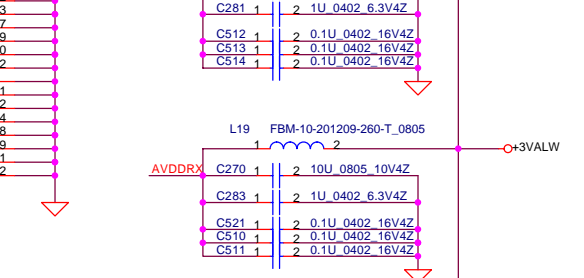 C281 1 2 1U_0402_6.3V4Z
C512 1 2 0.1U_0402_16V4Z
C513 1 2 0.1U_0402_16V4Z
C514 1 2 0.1U_0402_16V4Z
L19 FBM-10-201209-260-T_0805
1 2
+3VALW
AVDDRX C270 1 2 10U_0805_10V4Z
C283 1 2 1U_0402_6.3V4Z
C521 1 2 0.1U_0402_16V4Z
C510 1 2 0.1U_0402_16V4Z
C511 1 2 0.1U_0402_16V4Z